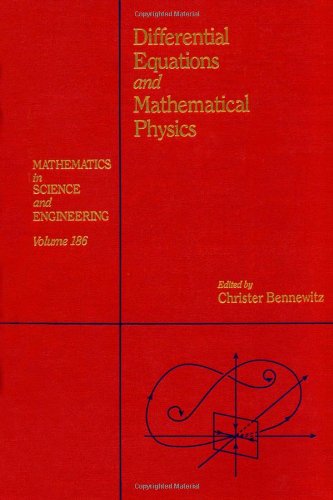 Differential
Equations
and
Mathematical
Physics
MATHEMATICS
in
SCIENCE
and
ENGINEERING
Volume 186
Edited by
Christer Bennewitz